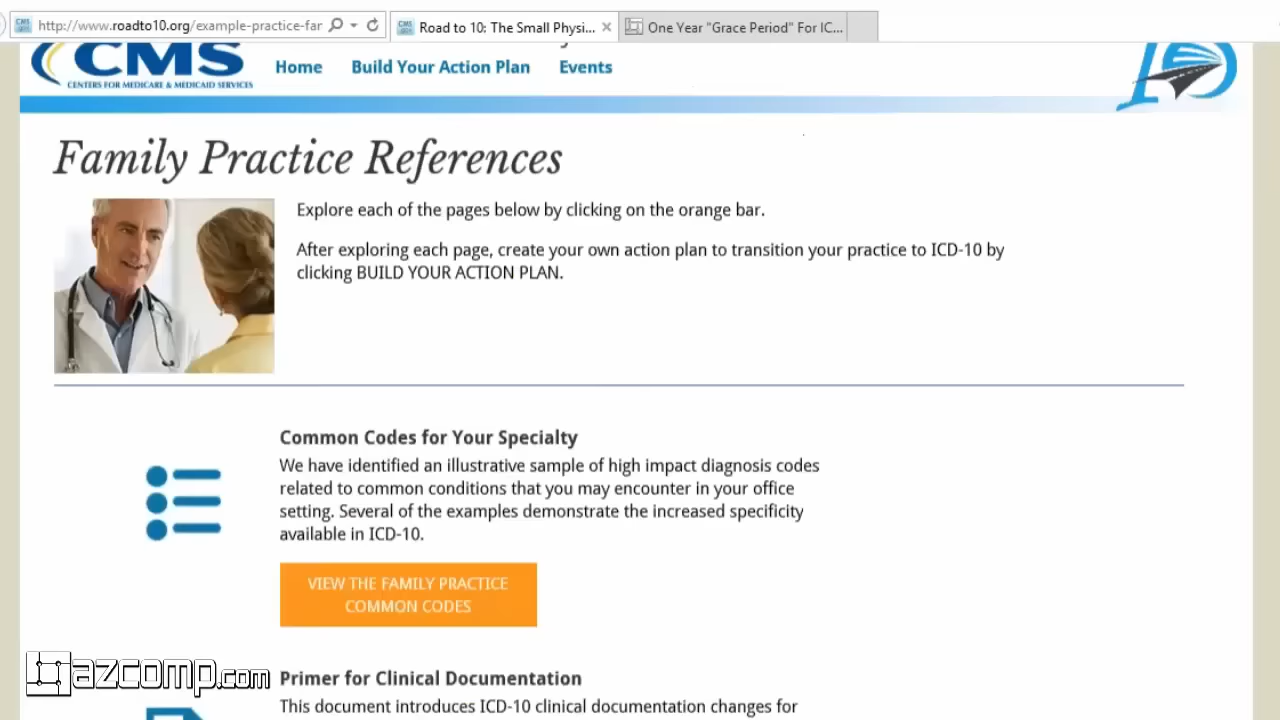 http://www.roadto10.org/example-practice-far
Road to 10: The Small Physi...
One Year "Grace Period" For IC...
CMS
CENTERS FOR MEDICARE & MEDICAID SERVICES
Home
Build Your Action Plan
Events
10
Family Practice References
Explore each of the pages below by clicking on the orange bar.
After exploring each page, create your own action plan to transition your practice to ICD-10 by
clicking BUILD YOUR ACTION PLAN.
Common Codes for Your Specialty
We have identified an illustrative sample of high impact diagnosis codes
related to common conditions that you may encounter in your office
setting. Several of the examples demonstrate the increased specificity
available in ICD-10.
VIEW THE FAMILY PRACTICE
COMMON CODES
azcomp.com
Primer for Clinical Documentation
This document introduces ICD-10 clinical documentation changes for